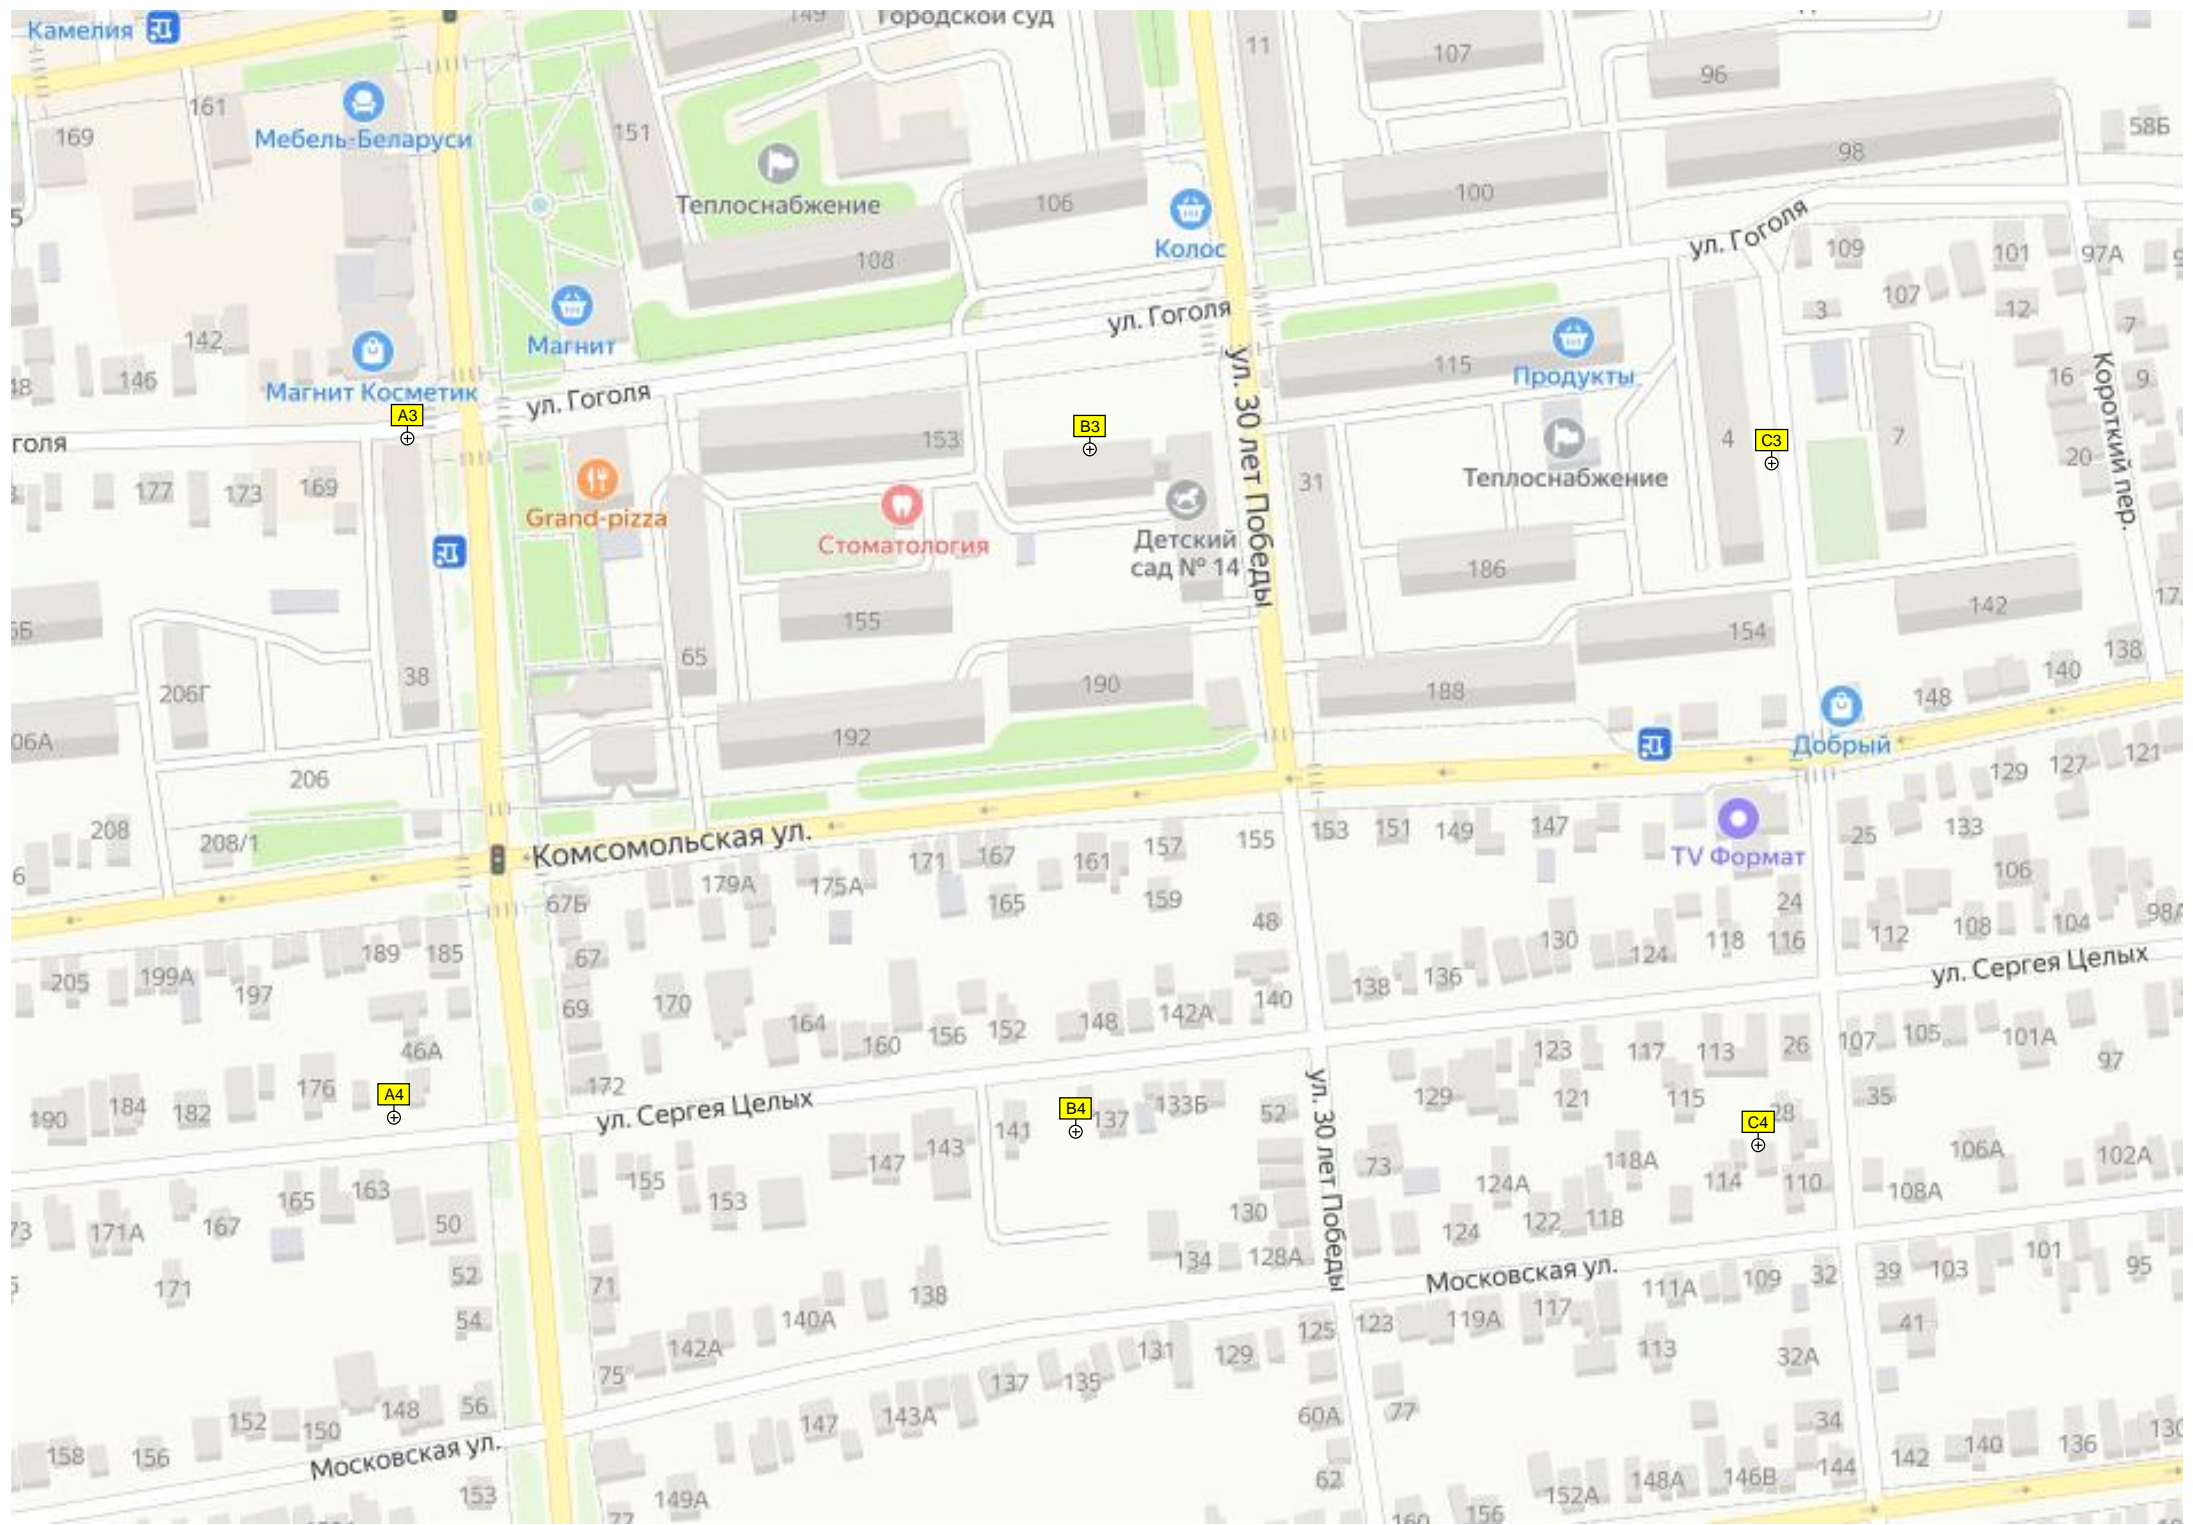 Камелия
149
Городской суд
11
107
96
161
169
Мебель-Беларуси
151
58Б
98
Теплоснабжение
106
100
Колос
ул. Гоголя
109
101
97А
108
142
146
Магнит
Магнит Косметик
ул. Гоголя
ул. Гоголя
115
Продукты
3
107
12
7
16
9
Короткий пер.
20
A3
B3
C3
153
4
7
177
173
169
Grand-pizza
Стоматология
Детский
сад № 14
ул. 30 лет Победы
31
Теплоснабжение
186
155
65
38
206Г
190
188
154
142
138
140
148
192
206
208
208/1
Добрый
Комсомольская ул.
171
167
161
157
155
153
151
149
147
TV Формат
25
133
129
127
121
67Б
179А
175А
165
159
48
130
124
118
116
24
106
112
108
104
98А
205
199А
197
189
185
67
69
170
164
160
156
152
148
142А
140
138
136
ул. Сергея Целых
46А
176
172
A4
190
184
182
ул. Сергея Целых
141
B4
137
133Б
52
129
123
121
117
113
115
26
C4
28
107
105
101А
97
35
ул. 30 лет Победы
155
153
147
143
73
124А
118А
114
110
106А
102А
108А
171А
167
165
163
50
171
52
54
71
130
134
128А
124
122
118
Московская ул.
111А
109
32
39
103
101
95
138
140А
142А
75
125
123
119А
117
113
32А
41
131
129
137
135
152
150
148
56
158
156
Московская ул.
147
143А
60А
77
62
34
142
140
136
130
153
149А
77
152А
148А
146В
144
160
156